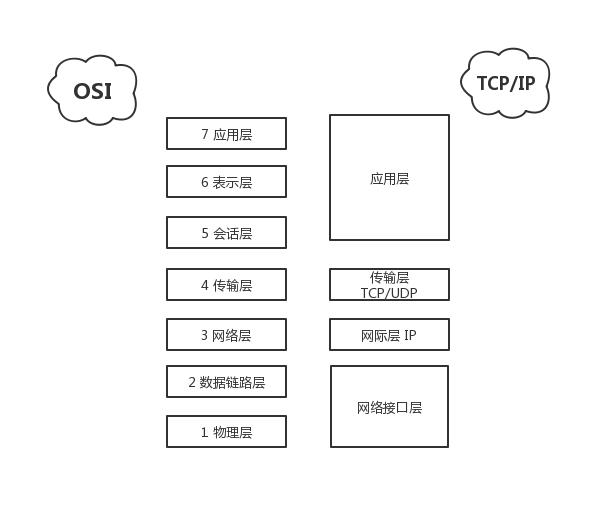 OSI
TCP/IP
7 应用层
6 表示层
5 会话层
4 传输层
3 网络层
2 数据链路层
1 物理层
应用层
传输层
TCP/UDP
网际层 IP
网络接口层